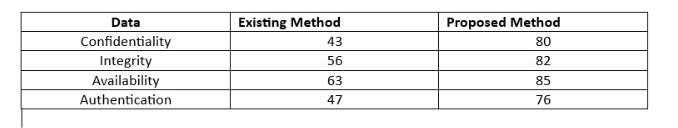 Data Existing Method Proposed Method
Confidentiality 43 80
Integrity 56 82
Availability 63 85
Authentication 47 76